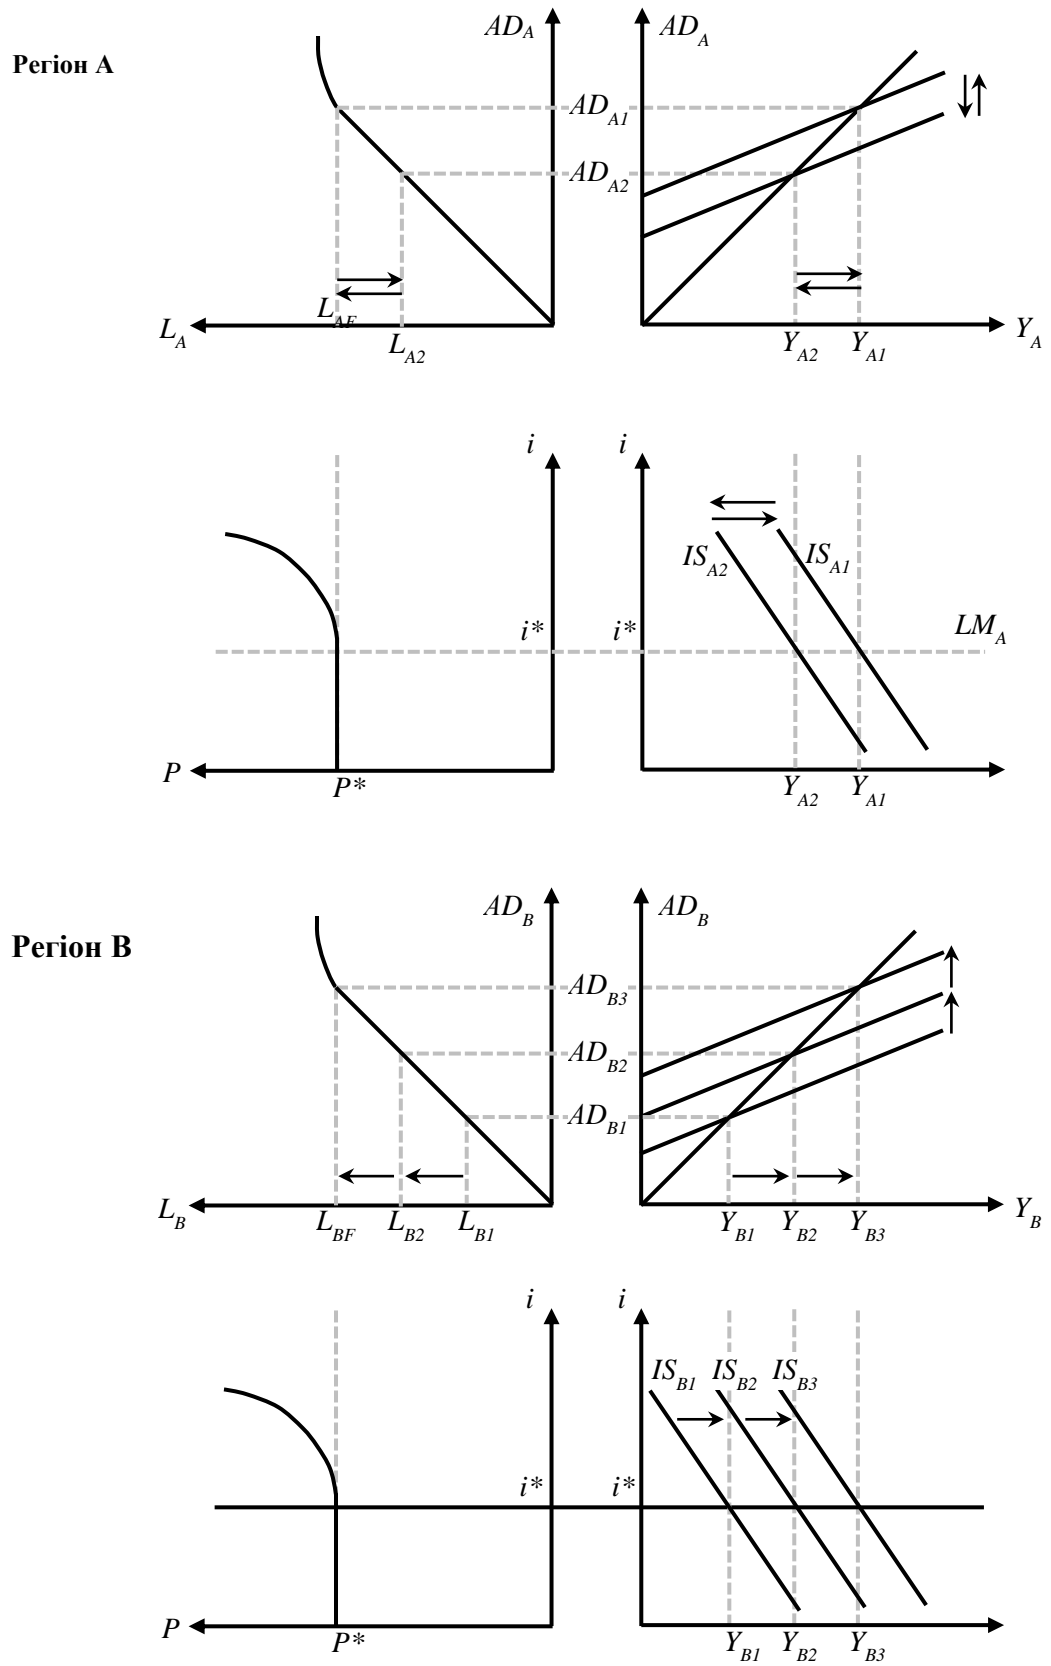 AD_A AD_A
Регіон А
AD_A1
AD_A2
L_AF
L_A L_A2 Y_A2 Y_A1 Y_A
i i
IS_A2 IS_A1
i* i* LM_A
P P* Y_A2 Y_A1
AD_B AD_B
Регіон В
AD_B3
AD_B2
AD_B1
L_B L_BF L_B2 L_B1 Y_B1 Y_B2 Y_B3 Y_B
i i
IS_B1 IS_B2 IS_B3
i* i*
P P* Y_B1 Y_B2 Y_B3